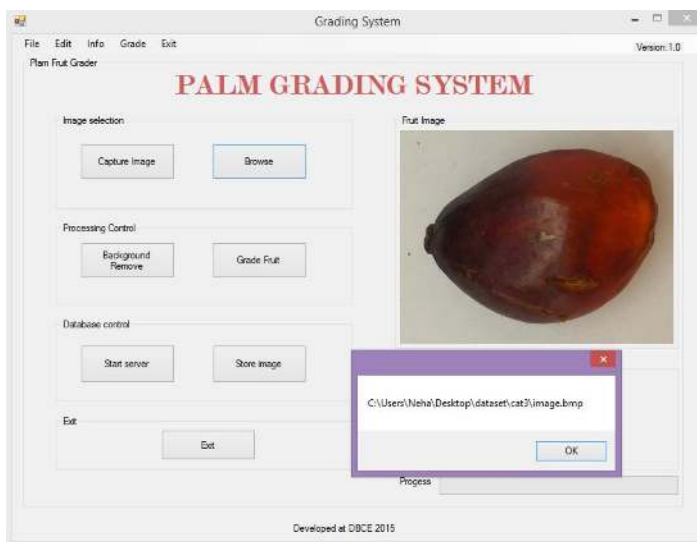 Grading System
File Edit Info Grade Exit
Version: 1.0
Plam Fruit Grader
PALM GRADING SYSTEM
Image selection
Fruit Image
Capture Image
Browse
Processing Control
Background
Remove
Grade Fruit
Database control
Start server
Store image
C:\Users\Neha\Desktop\dataset\cat3\image.bmp
OK
Exit
Exit
Progess
Developed at DBCE 2015